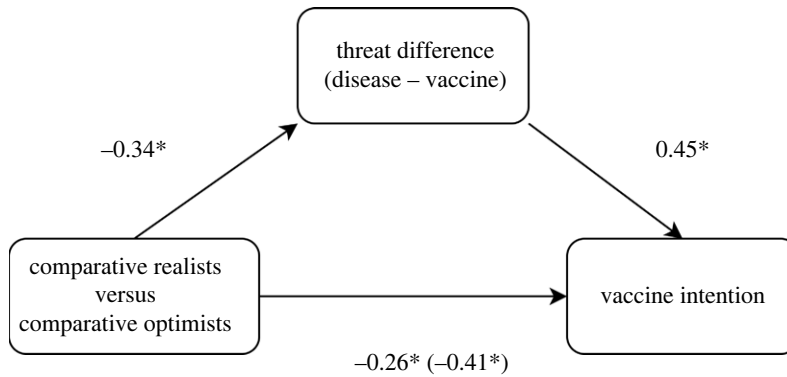 threat difference
(disease – vaccine)
–0.34*
0.45*
comparative realists
versus
comparative optimists
vaccine intention
–0.26* (–0.41*)